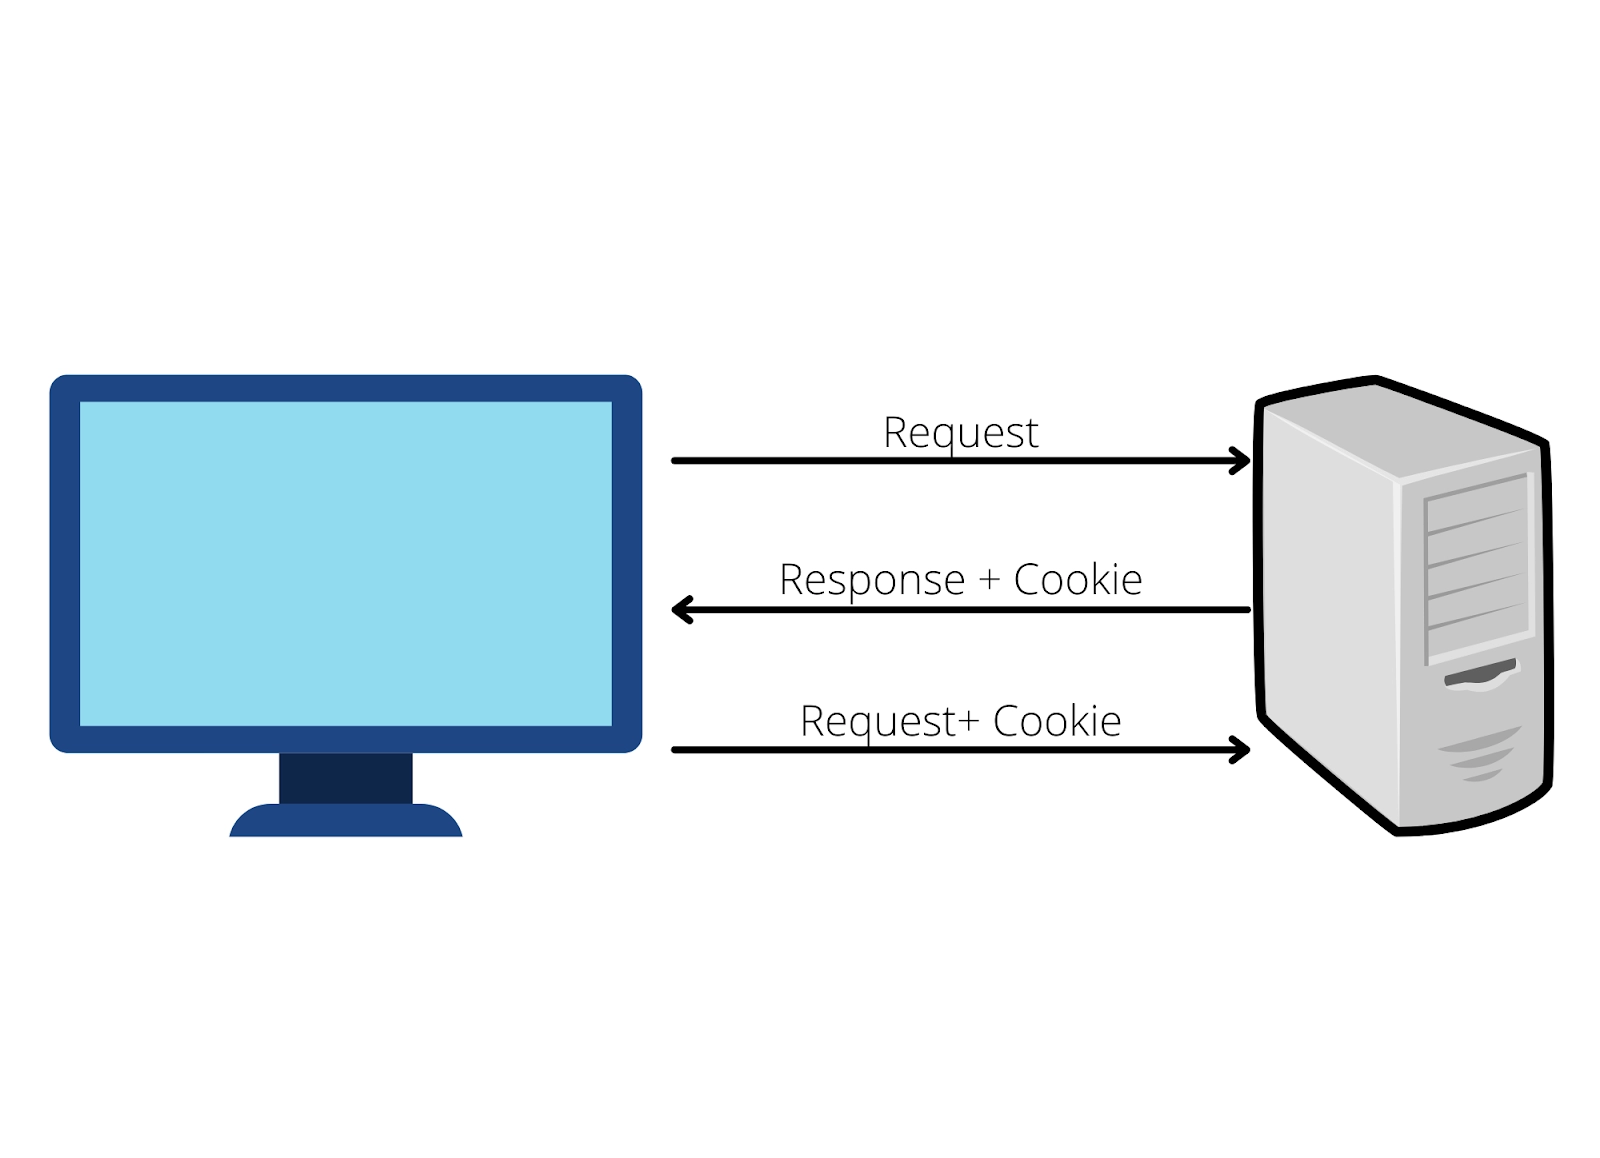 Request
Response + Cookie
Request+ Cookie